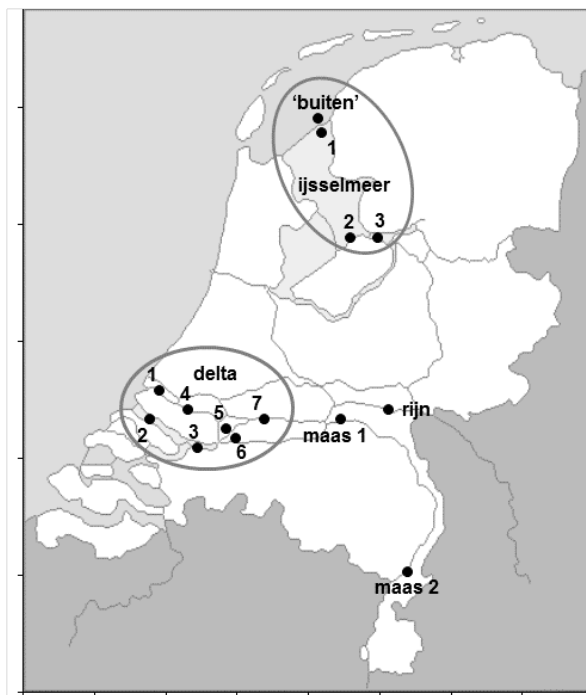 ‘buiten’
1
ijsselmeer
2 3
delta
1
4
5 7
2 3
6
maas 1
rijn
maas 2